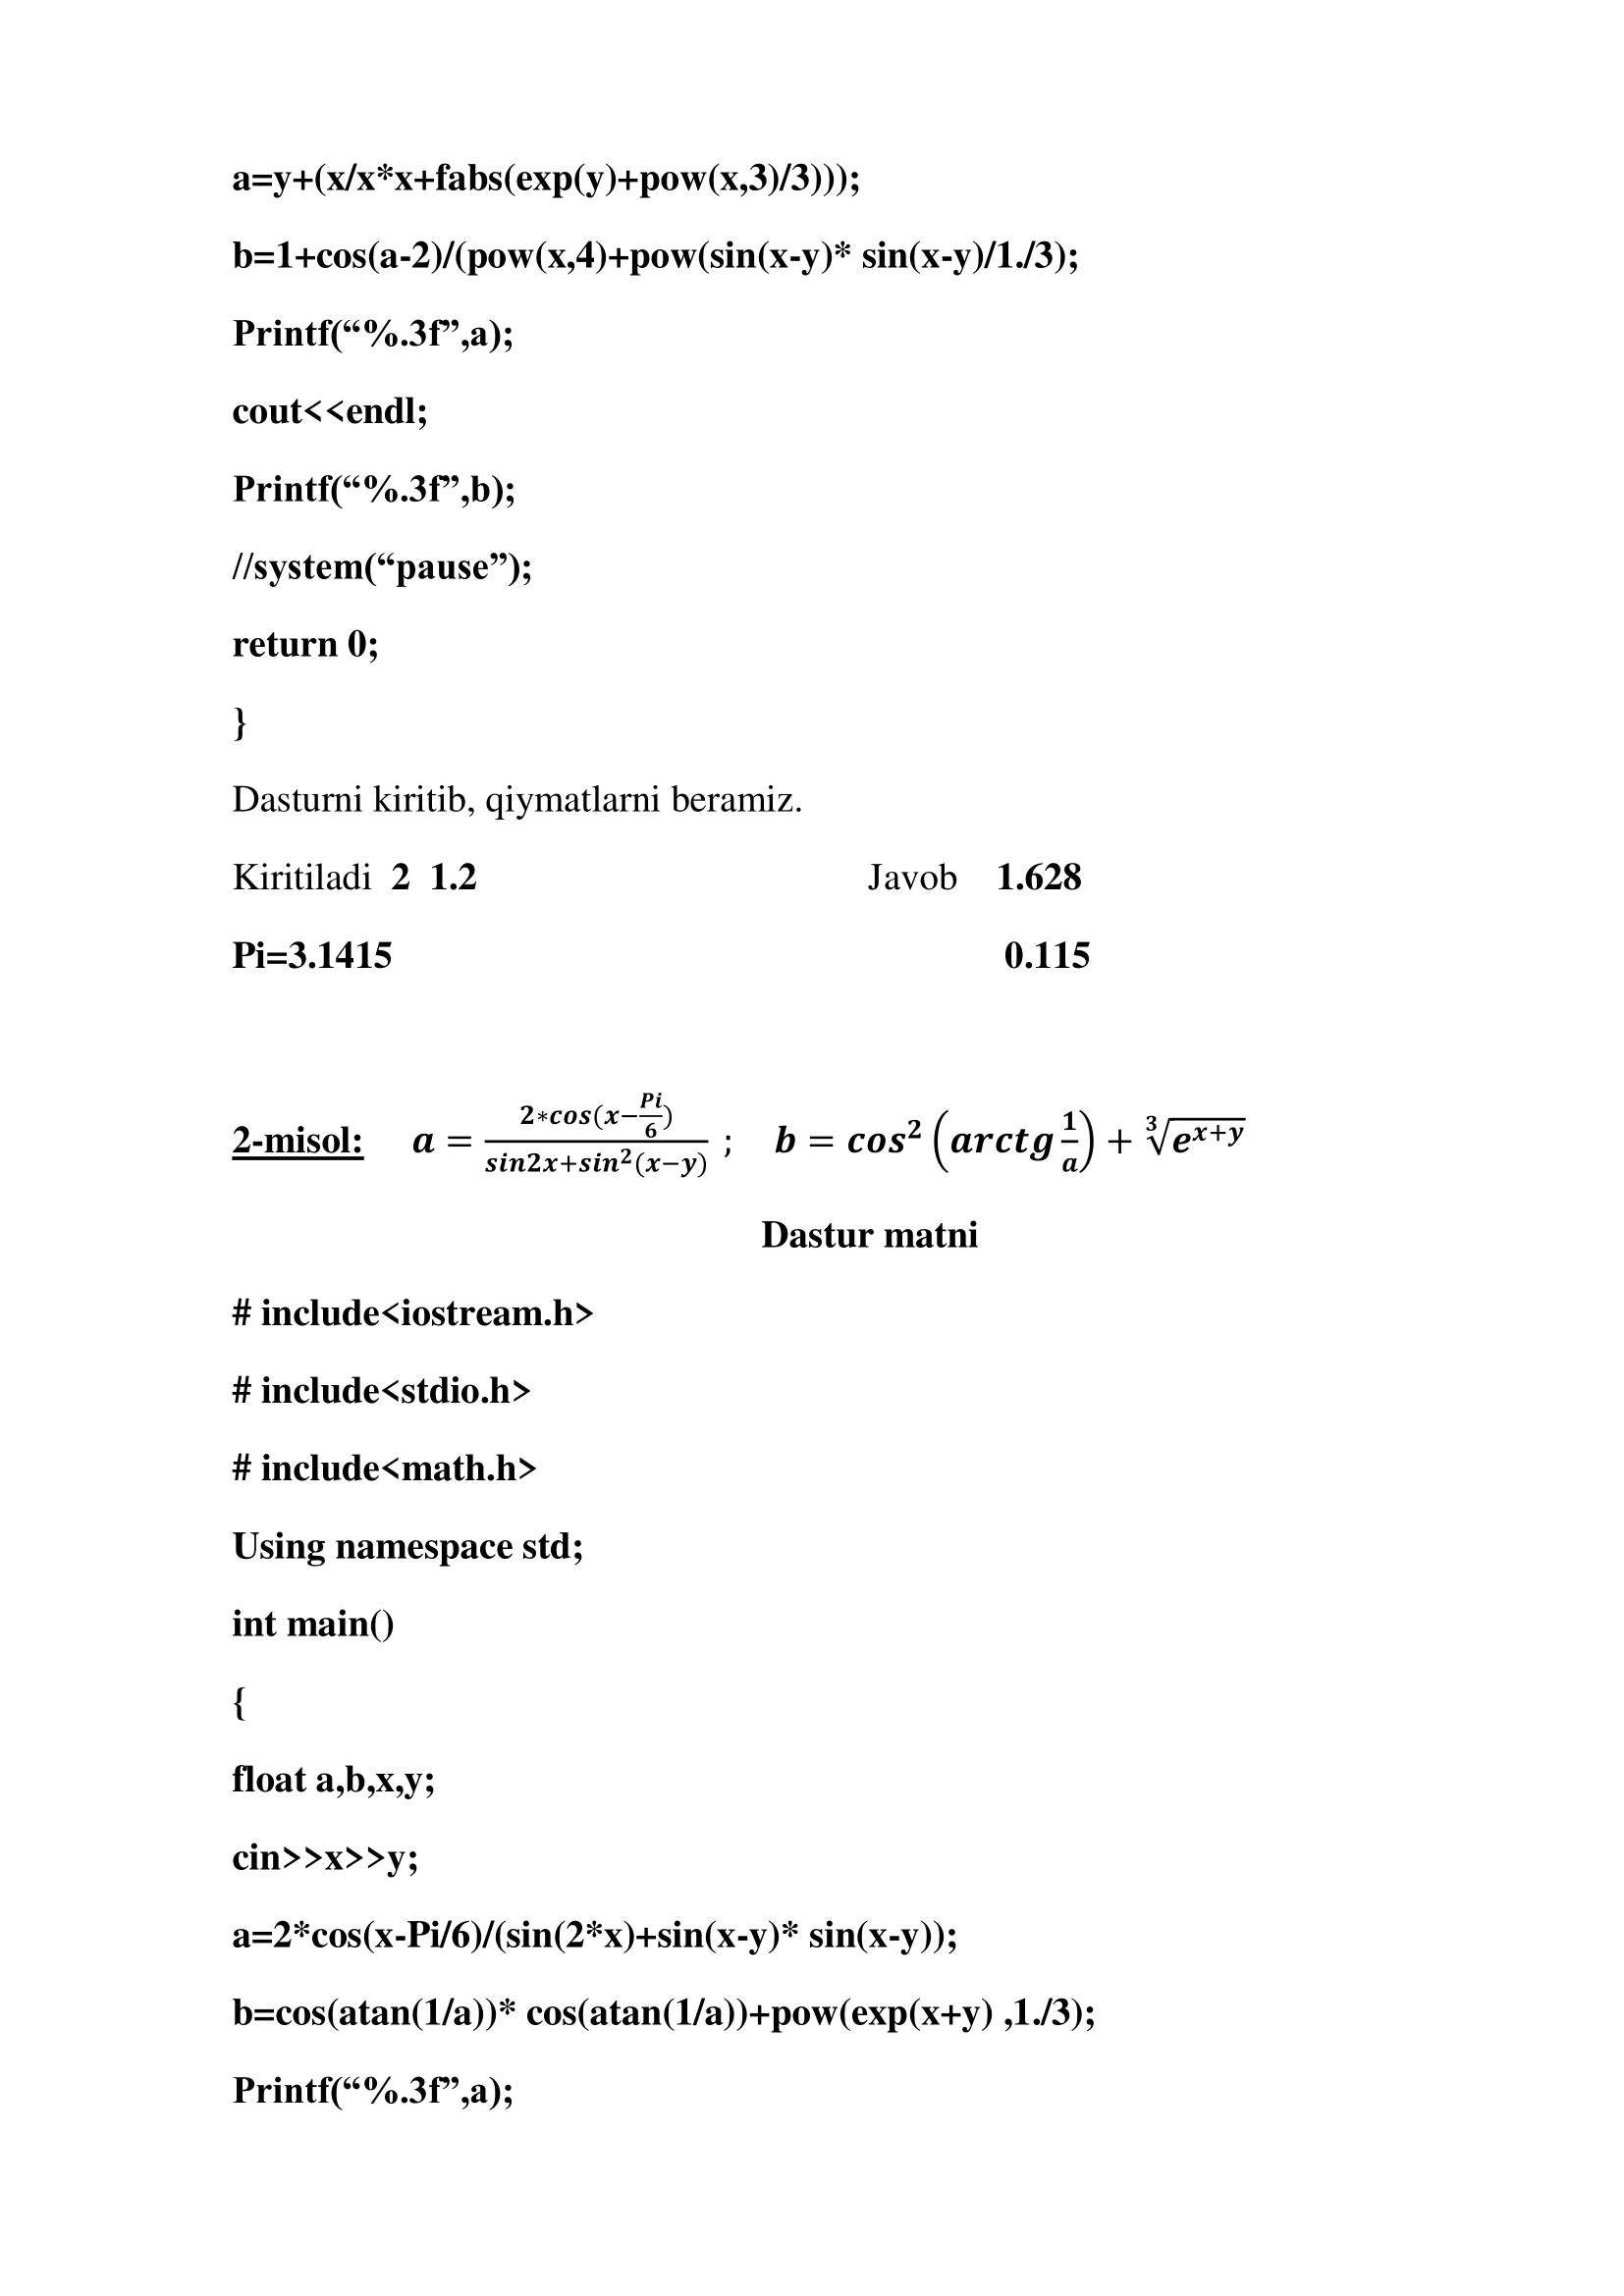 a=y+(x/x*x+fabs(exp(y)+pow(x,3)/3)));
b=1+cos(a-2)/(pow(x,4)+pow(sin(x-y)* sin(x-y)/1./3);
Printf(“%.3f”,a);
cout<<endl;
Printf(“%.3f”,b);
//system(“pause”);
return 0;
}
Dasturni kiritib, qiymatlarni beramiz.
Kiritiladi 2 1.2 Javob 1.628
Pi=3.1415 0.115
2-misol: a = \frac{2*cos(x-\frac{Pi}{6})}{sin2x+sin^2(x-y)} ; b = cos^2 (arctg \frac{1}{a}) + \sqrt[3]{e^{x+y}}
Dastur matni
# include<iostream.h>
# include<stdio.h>
# include<math.h>
Using namespace std;
int main()
{
float a,b,x,y;
cin>>x>>y;
a=2*cos(x-Pi/6)/(sin(2*x)+sin(x-y)* sin(x-y));
b=cos(atan(1/a))* cos(atan(1/a))+pow(exp(x+y) ,1./3);
Printf(“%.3f”,a);